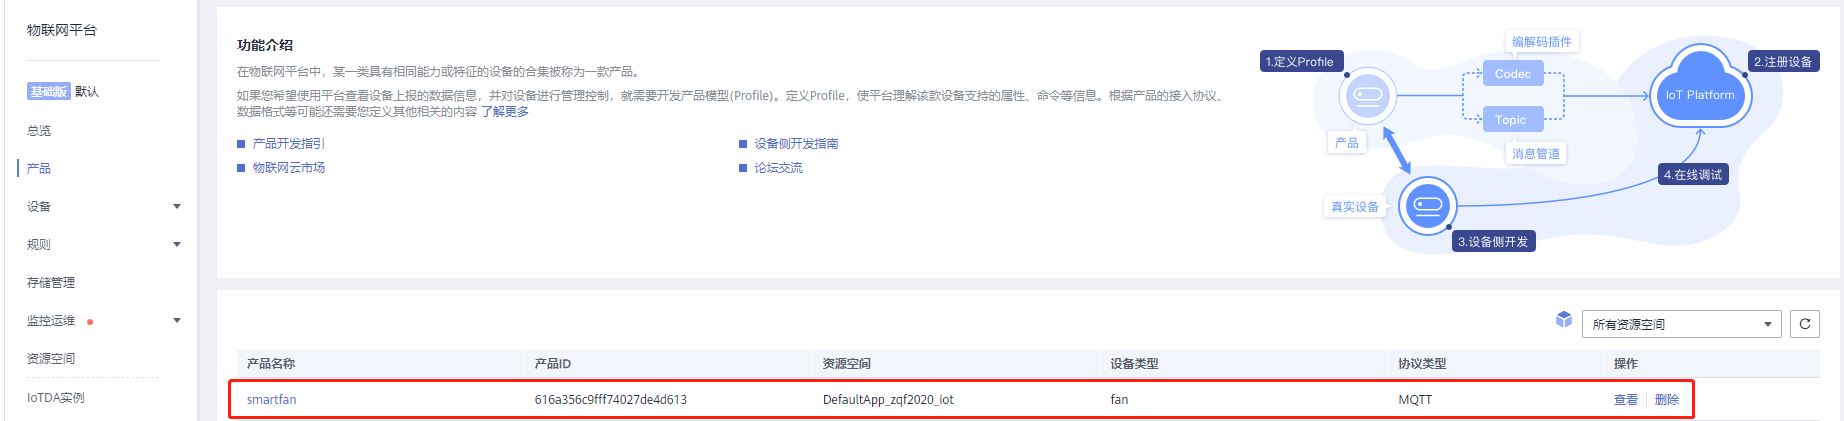 物联网平台
基础版 默认
总览
产品
设备
规则
存储管理
监控运维
资源空间
IoTDA实例
功能介绍
在物联网平台中，某一类具有相同能力或特征的设备的合集被称为一款产品。
如果您希望使用平台查看设备上报的数据信息，并对设备进行管理控制，就需要开发产品模型(Profile)。定义Profile，使平台理解该款设备支持的属性、命令等信息。根据产品的接入协议、
数据格式等可能还需要您定义其他相关的内容 了解更多
产品开发指引
设备侧开发指南
物联网云市场
论坛交流
编解码插件
1.定义Profile
2.注册设备
Codec
IoT Platform
Topic
产品
消息管道
4.在线调试
真实设备
3.设备侧开发
所有资源空间
产品名称 产品ID 资源空间 设备类型 协议类型 操作
smartfan 616a356c9fff74027de4d613 DefaultApp_zqf2020_iot fan MQTT 查看 删除